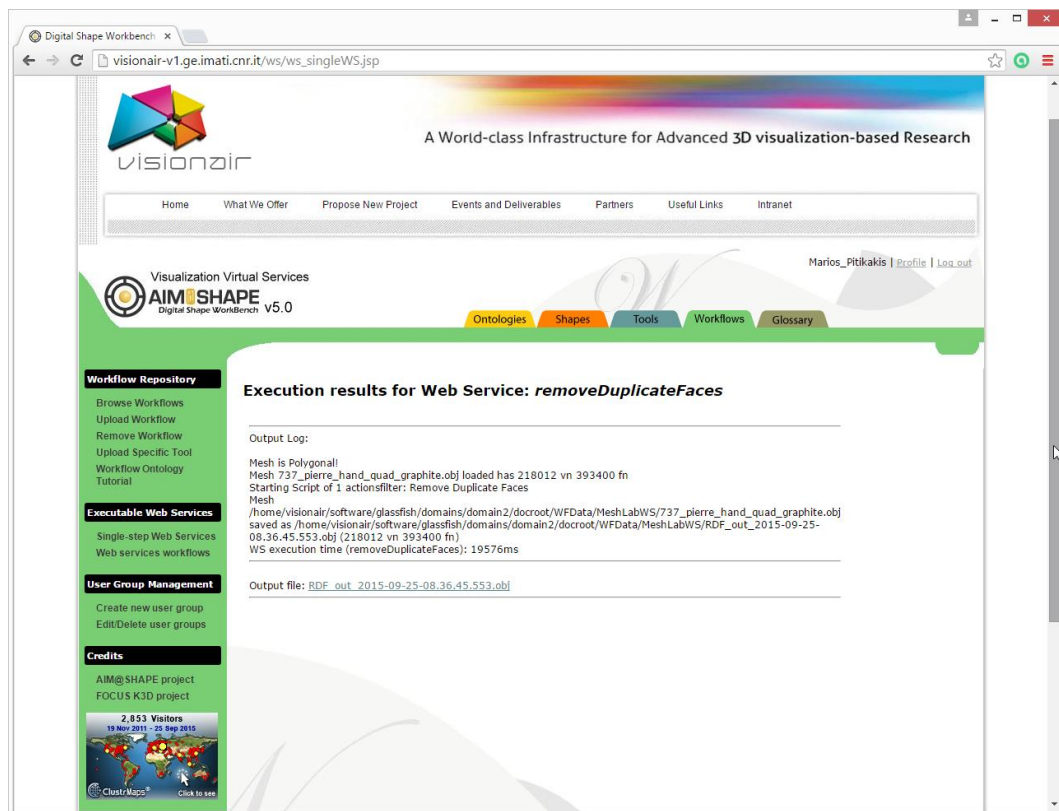 Digital Shape Workbench
visionair-v1.ge.imati.cnr.it/ws/ws_singleWS.jsp
visionair
A World-class Infrastructure for Advanced 3D visualization-based Research
Home What We Offer Propose New Project Events and Deliverables Partners Useful Links Intranet
Marios_Pitikakis | Profile | Log out
Visualization Virtual Services
AIM@SHAPE
Digital Shape WorkBench v5.0
Ontologies Shapes Tools Workflows Glossary
Workflow Repository
Browse Workflows
Upload Workflow
Remove Workflow
Upload Specific Tool
Workflow Ontology
Tutorial
Executable Web Services
Single-step Web Services
Web services workflows
User Group Management
Create new user group
Edit/Delete user groups
Credits
AIM@SHAPE project
FOCUS K3D project
2,853 Visitors
19 Nov 2011 - 25 Sep 2015
ClustrMaps® Click to see
Execution results for Web Service: removeDuplicateFaces
Output Log:
Mesh is Polygonal!
Mesh 737_pierre_hand_quad_graphite.obj loaded has 218012 vn 393400 fn
Starting Script of 1 actionsfilter: Remove Duplicate Faces
Mesh
/home/visionair/software/glassfish/domains/domain2/docroot/WFData/MeshLabWS/737_pierre_hand_quad_graphite.obj
saved as /home/visionair/software/glassfish/domains/domain2/docroot/WFData/MeshLabWS/RDF_out_2015-09-25-
08.36.45.553.obj (218012 vn 393400 fn)
WS execution time (removeDuplicateFaces): 19576ms
Output file: RDF_out_2015-09-25-08.36.45.553.obj